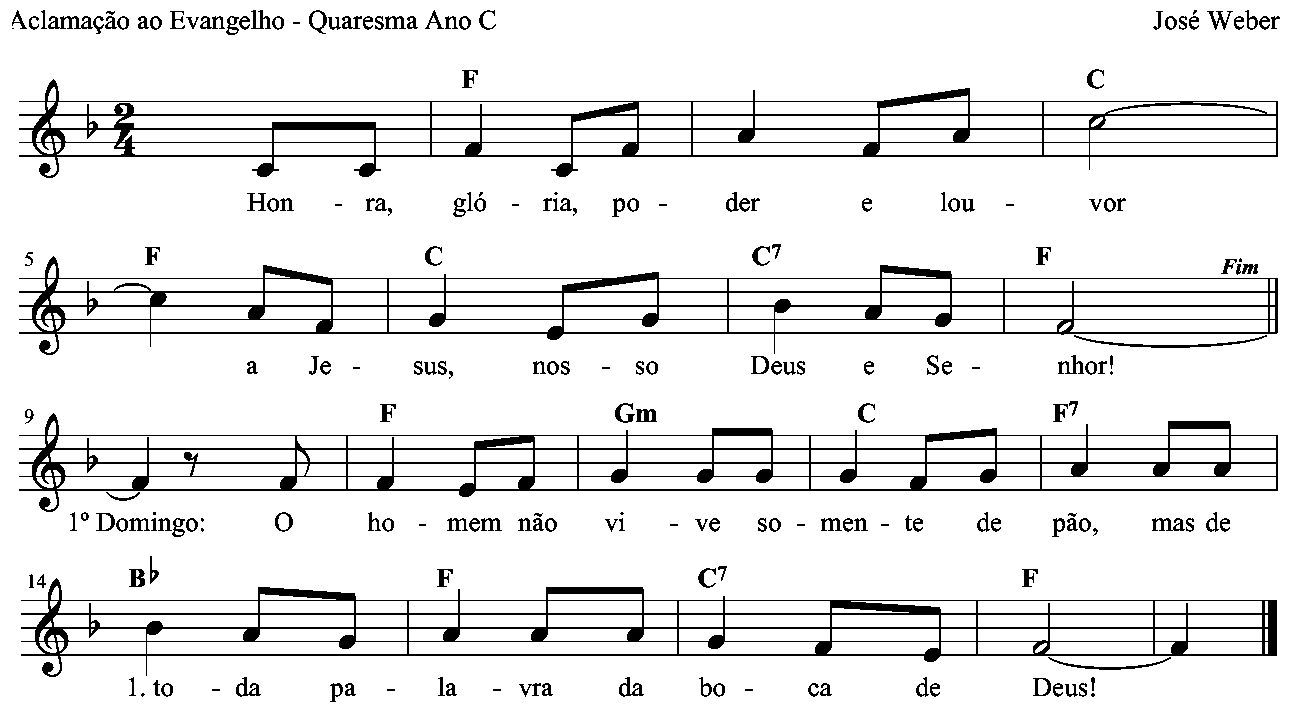 Aclamação ao Evangelho - Quaresma Ano C José Weber
F C
2
4
Hon - ra, gló - ria, po - der e lou - vor
5 F C C7 F Fim
a Je - sus, nos - so Deus e Se - nhor!
9 F Gm C F7
1º Domingo: O ho - mem não vi - ve so - men - te de pão, mas de
14 B♭ F C7 F
1. to - da pa - la - vra da bo - ca de Deus!